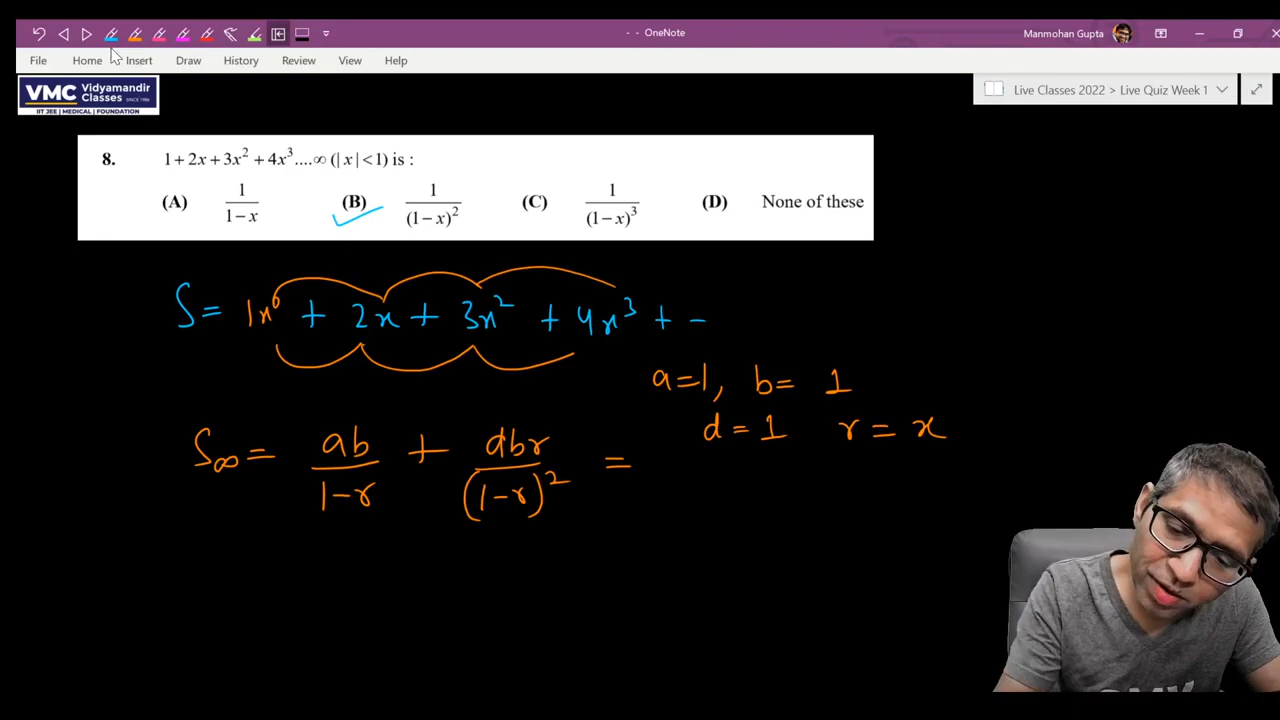 - - OneNote
Manmohan Gupta
File Home Insert Draw History Review View Help
VMC Vidyamandir Classes SINCE 1986
IIT JEE | MEDICAL | FOUNDATION
Live Classes 2022 > Live Quiz Week 1
8. 1 + 2x + 3x² + 4x³ .... ∞ (| x | < 1) is :
(A) 1/(1 − x) (B) 1/(1 − x)² (C) 1/(1 − x)³ (D) None of these
S = 1x⁰ + 2x + 3x² + 4x³ + -
a = 1, b = 1
d = 1 r = x
S∞ = ab/(1 − r) + dbr/(1 − r)² =